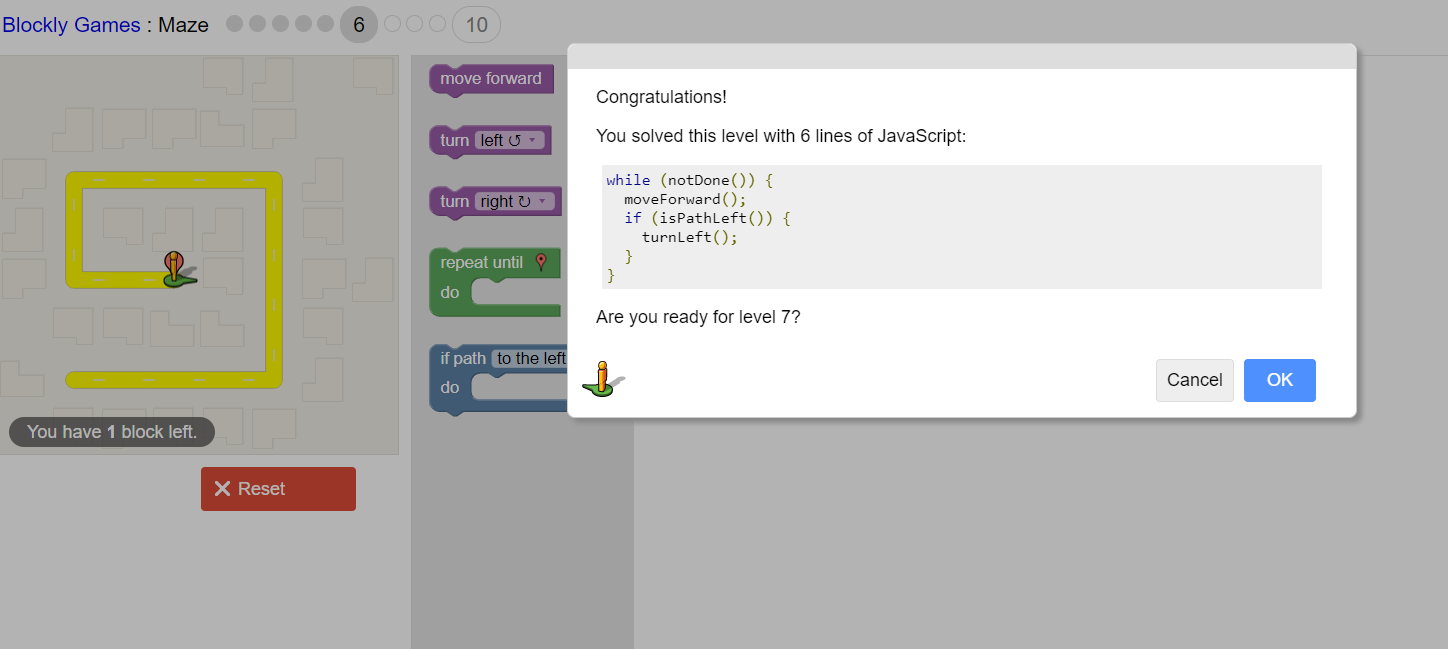 Blockly Games : Maze 6 10
move forward
turn left ↺
turn right ↻
repeat until
do
if path to the left
do
You have 1 block left.
Reset
Congratulations!
You solved this level with 6 lines of JavaScript:
while (notDone()) {
  moveForward();
  if (isPathLeft()) {
    turnLeft();
  }
}
Are you ready for level 7?
Cancel
OK